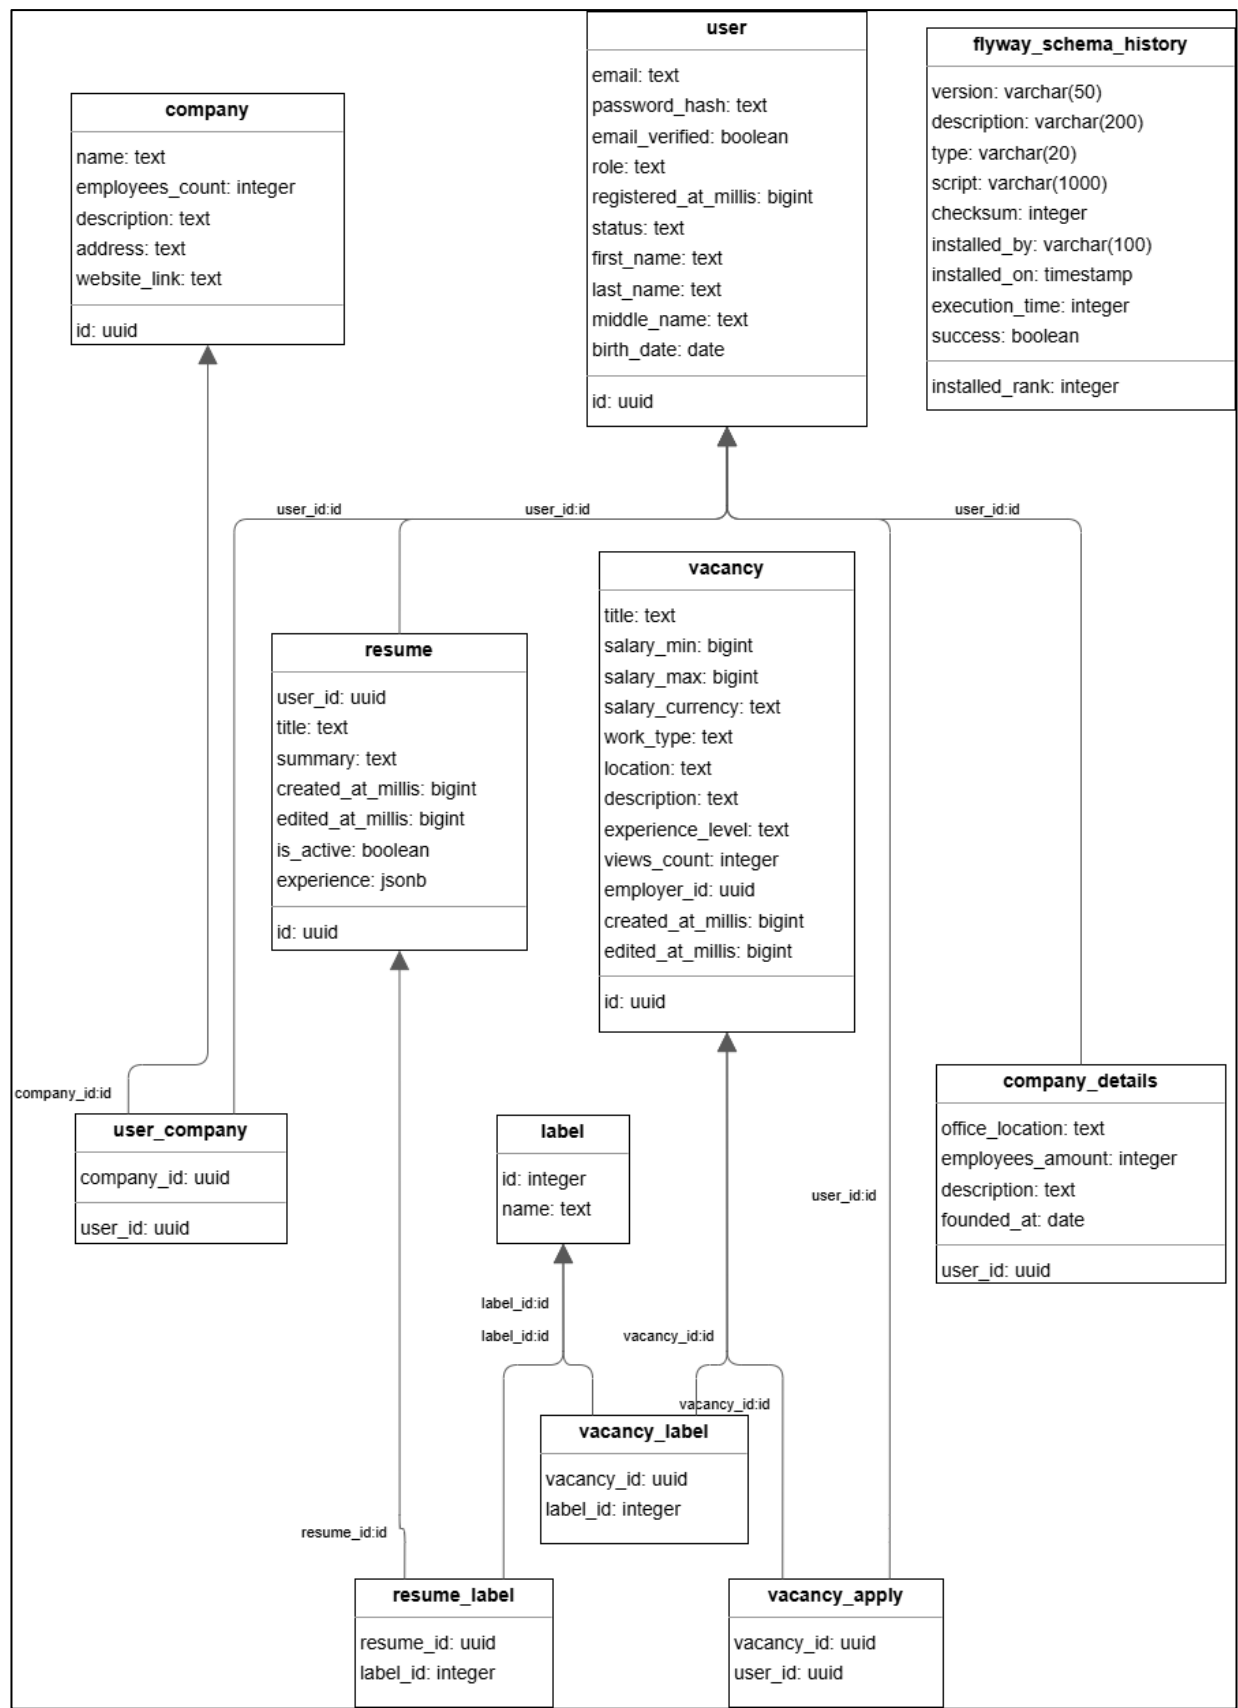 user
email: text
password_hash: text
email_verified: boolean
role: text
registered_at_millis: bigint
status: text
first_name: text
last_name: text
middle_name: text
birth_date: date
id: uuid
flyway_schema_history
version: varchar(50)
description: varchar(200)
type: varchar(20)
script: varchar(1000)
checksum: integer
installed_by: varchar(100)
installed_on: timestamp
execution_time: integer
success: boolean
installed_rank: integer
company
name: text
employees_count: integer
description: text
address: text
website_link: text
id: uuid
user_id:id
user_id:id
user_id:id
vacancy
title: text
salary_min: bigint
salary_max: bigint
salary_currency: text
work_type: text
location: text
description: text
experience_level: text
views_count: integer
employer_id: uuid
created_at_millis: bigint
edited_at_millis: bigint
id: uuid
resume
user_id: uuid
title: text
summary: text
created_at_millis: bigint
edited_at_millis: bigint
is_active: boolean
experience: jsonb
id: uuid
company_id:id
user_company
company_id: uuid
user_id: uuid
label
id: integer
name: text
user_id:id
company_details
office_location: text
employees_amount: integer
description: text
founded_at: date
user_id: uuid
label_id:id
label_id:id
vacancy_id:id
vacancy_id:id
vacancy_label
vacancy_id: uuid
label_id: integer
resume_id:id
resume_label
resume_id: uuid
label_id: integer
vacancy_apply
vacancy_id: uuid
user_id: uuid